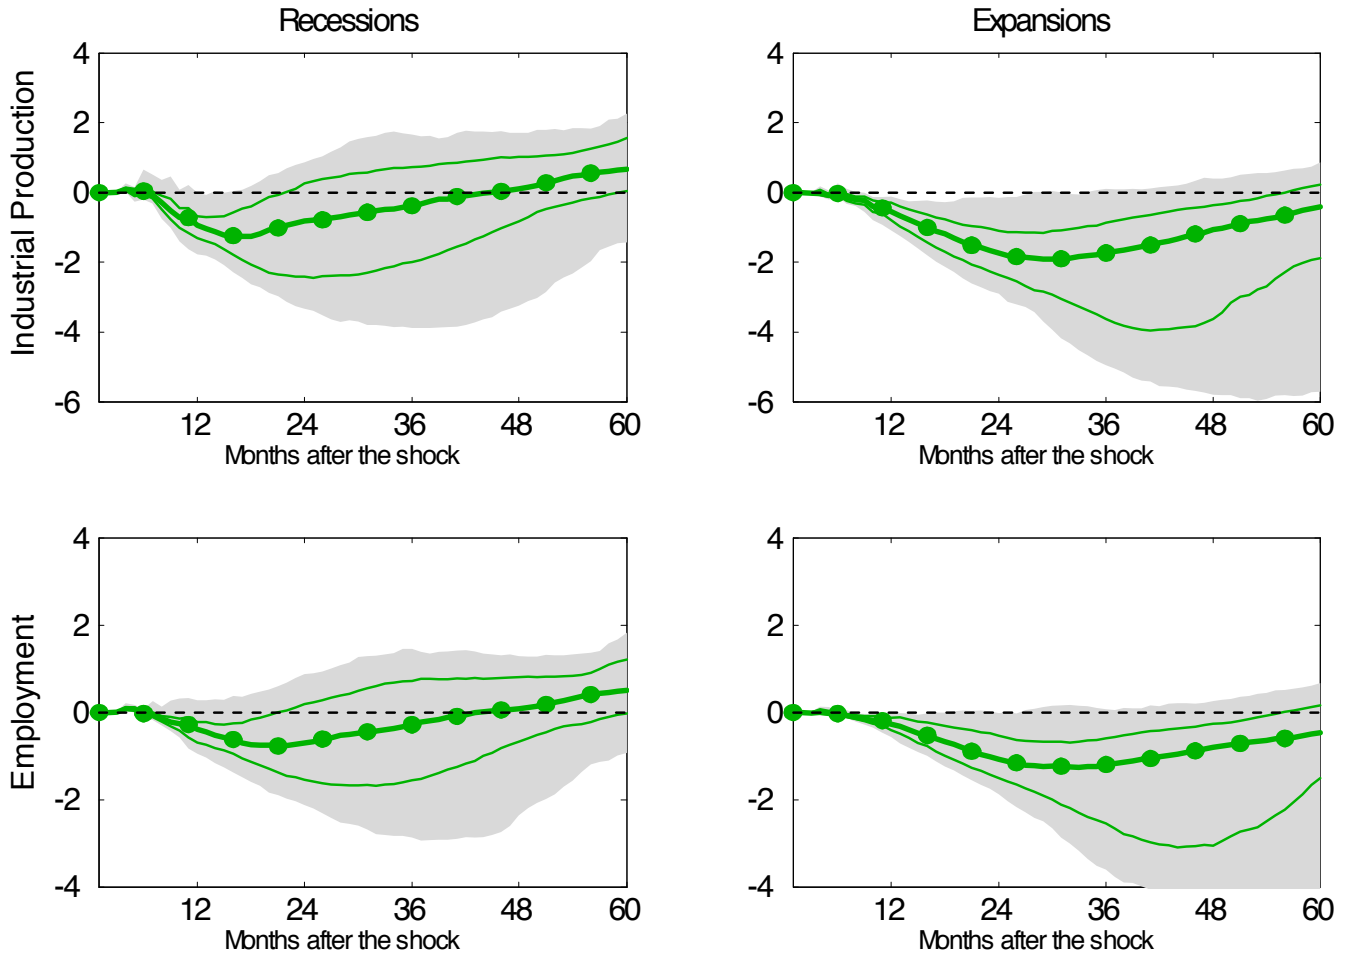 Recessions
Expansions
Industrial Production
4
2
0
-2
-4
-6
12 24 36 48 60
Months after the shock
4
2
0
-2
-4
-6
12 24 36 48 60
Months after the shock
Employment
4
2
0
-2
-4
12 24 36 48 60
Months after the shock
4
2
0
-2
-4
12 24 36 48 60
Months after the shock